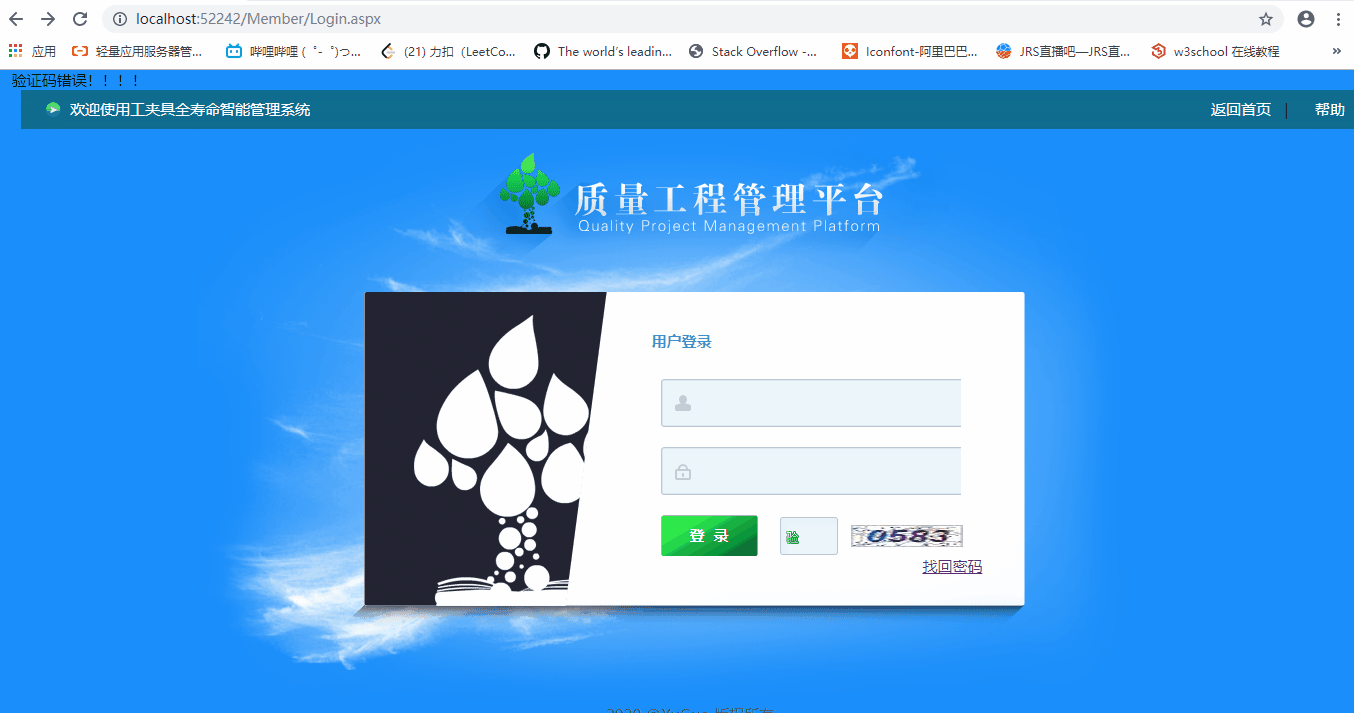 localhost:52242/Member/Login.aspx
应用 轻量应用服务器管... 哔哩哔哩 ( ゜- ゜)つ... (21) 力扣 (LeetCo... The world's leadin... Stack Overflow -... Iconfont-阿里巴巴... JRS直播吧—JRS直... w3school 在线教程 »
验证码错误！！！！
欢迎使用工夹具全寿命智能管理系统 返回首页 | 帮助
质量工程管理平台
Quality Project Management Platform
用户登录
登 录 验 0583
找回密码